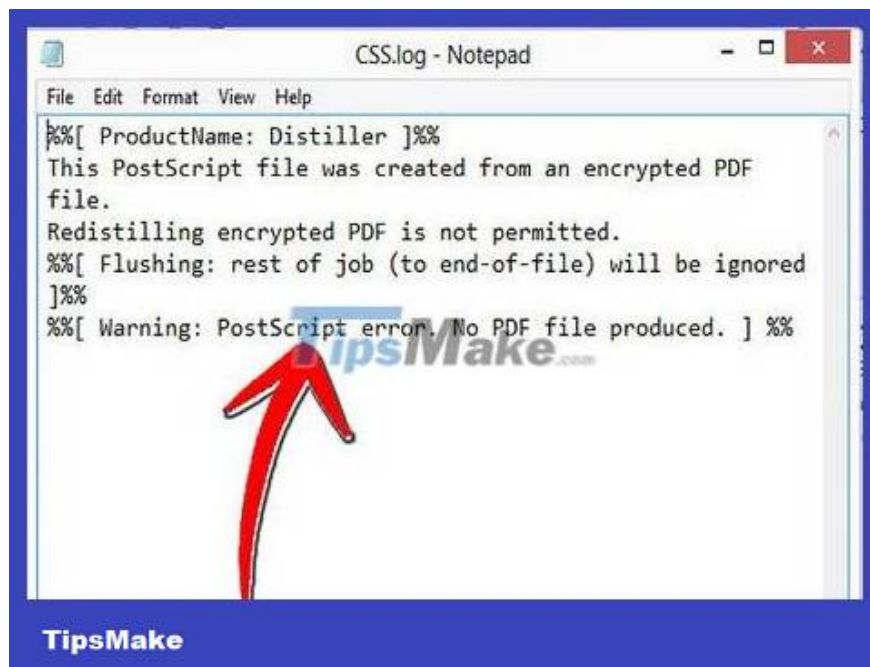 CSS.log - Notepad
File Edit Format View Help
%%[ ProductName: Distiller ]%%
This PostScript file was created from an encrypted PDF
file.
Redistilling encrypted PDF is not permitted.
%%[ Flushing: rest of job (to end-of-file) will be ignored
]%%
%%[ Warning: PostScript error. No PDF file produced. ] %%
TipsMake.com
TipsMake